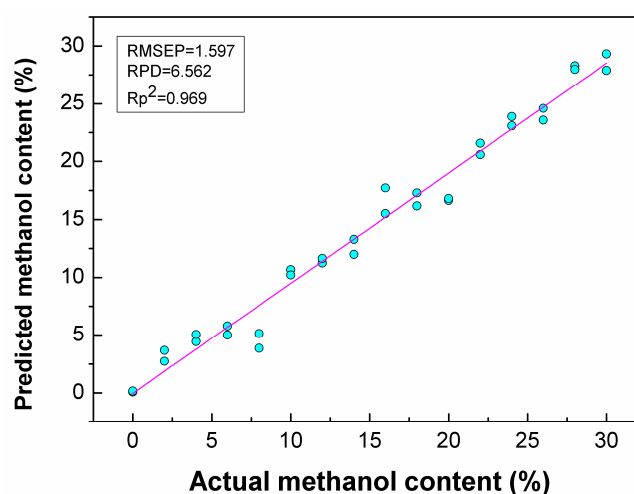 RMSEP=1.597
RPD=6.562
Rp²=0.969
Predicted methanol content (%)
30
25
20
15
10
5
0
0 5 10 15 20 25 30
Actual methanol content (%)